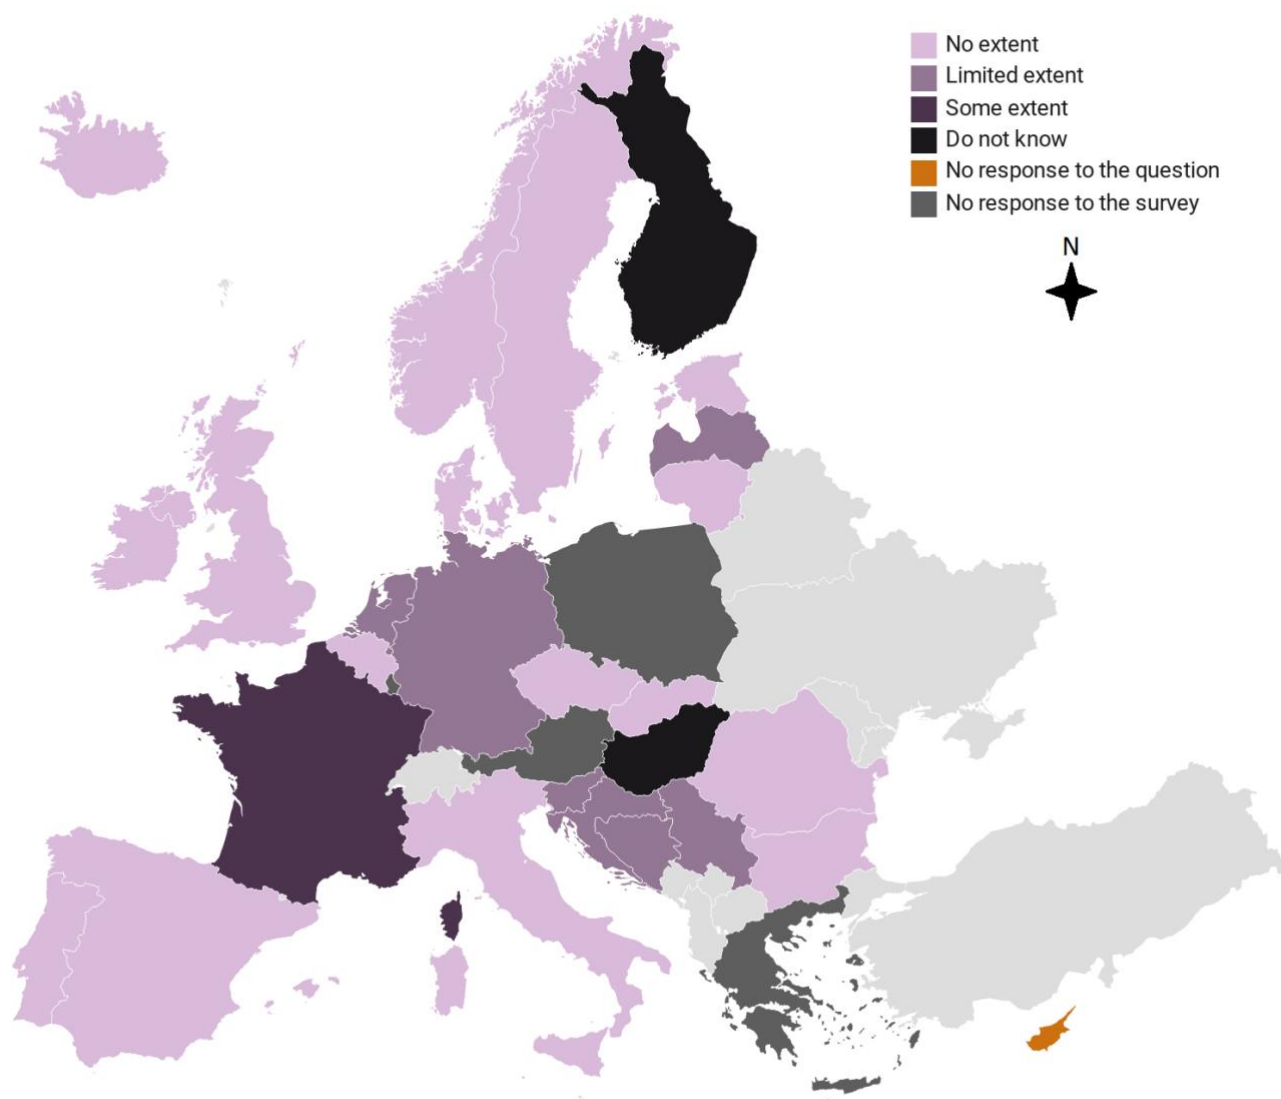 No extent
Limited extent
Some extent
Do not know
No response to the question
No response to the survey
N